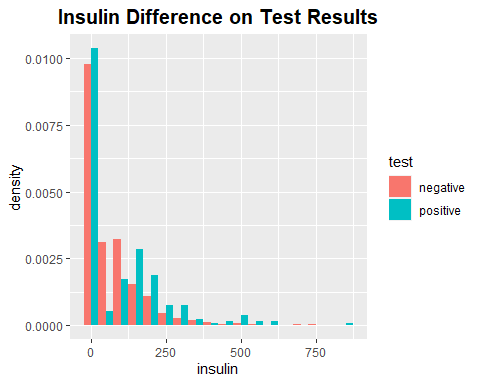 Insulin Difference on Test Results
0.0100
0.0075
0.0050
0.0025
0.0000
density
0
250
500
750
insulin
test
negative
positive